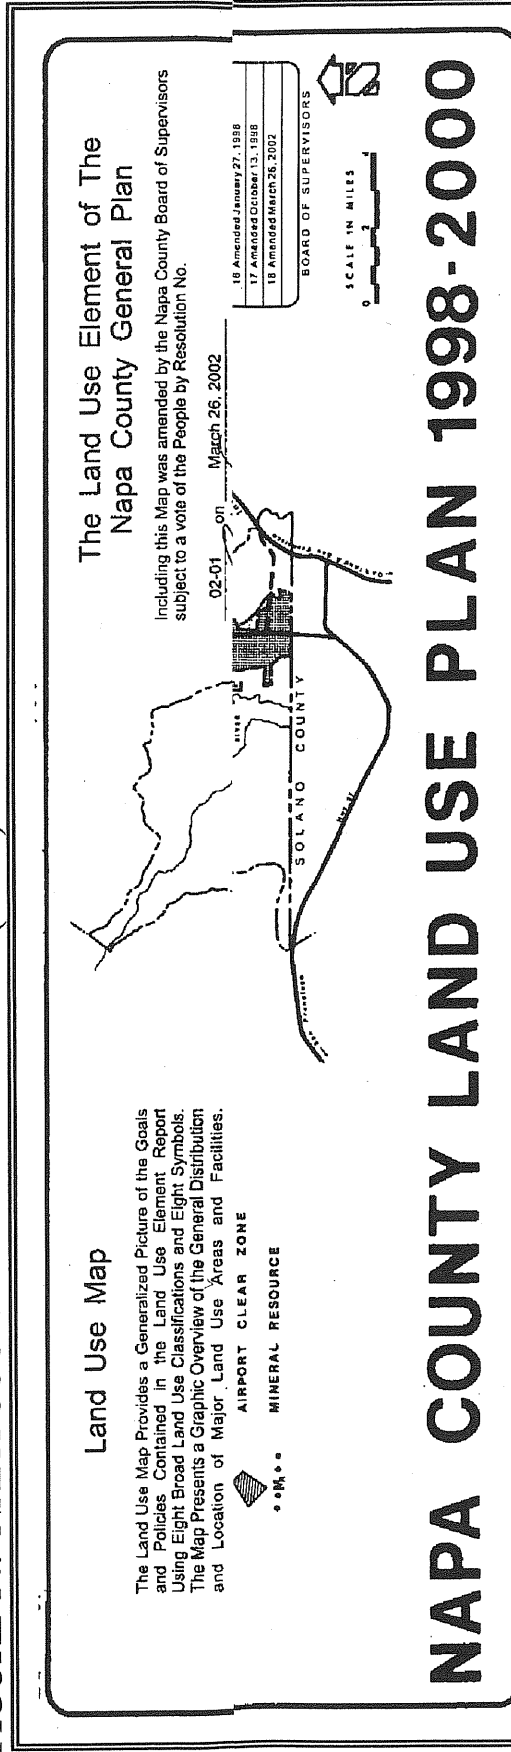 Land Use Map
The Land Use Map Provides a Generalized Picture of the Goals
and Policies Contained in the Land Use Element Report
Using Eight Broad Land Use Classifications and Eight Symbols.
The Map Presents a Graphic Overview of the General Distribution
and Location of Major Land Use Areas and Facilities.
AIRPORT CLEAR ZONE
MINERAL RESOURCE
The Land Use Element of The
Napa County General Plan
Including this Map was amended by the Napa County Board of Supervisors
subject to a vote of the People by Resolution No.
02-01 on March 26, 2002
RIVER
SOLANO COUNTY
16 Amended January 27, 1998
17 Amended October 13, 1998
18 Amended March 26, 2002
BOARD OF SUPERVISORS
SCALE IN MILES
0 2 4
NAPA COUNTY LAND USE PLAN 1998-2000